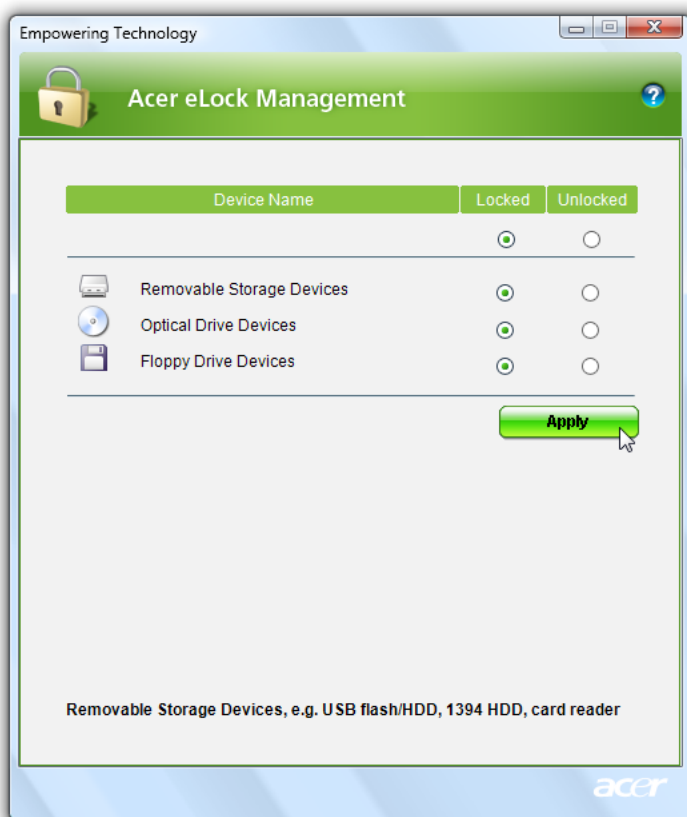 Empowering Technology
Acer eLock Management
?
Device Name Locked Unlocked
Removable Storage Devices
Optical Drive Devices
Floppy Drive Devices
Apply
Removable Storage Devices, e.g. USB flash/HDD, 1394 HDD, card reader
acer